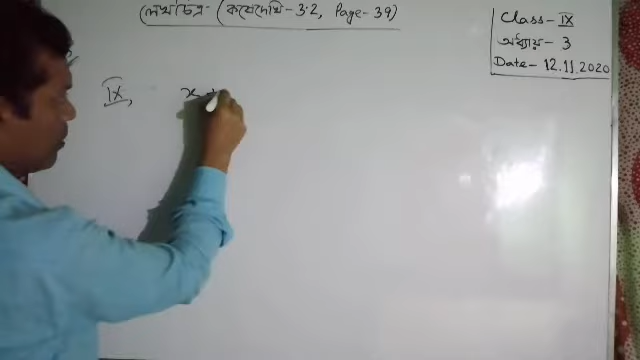 লেখচিত্র- (কষেদেখি-3.2, Page-39)
Class- IX
অধ্যায়- 3
Date- 12.11.2020
IX,
x